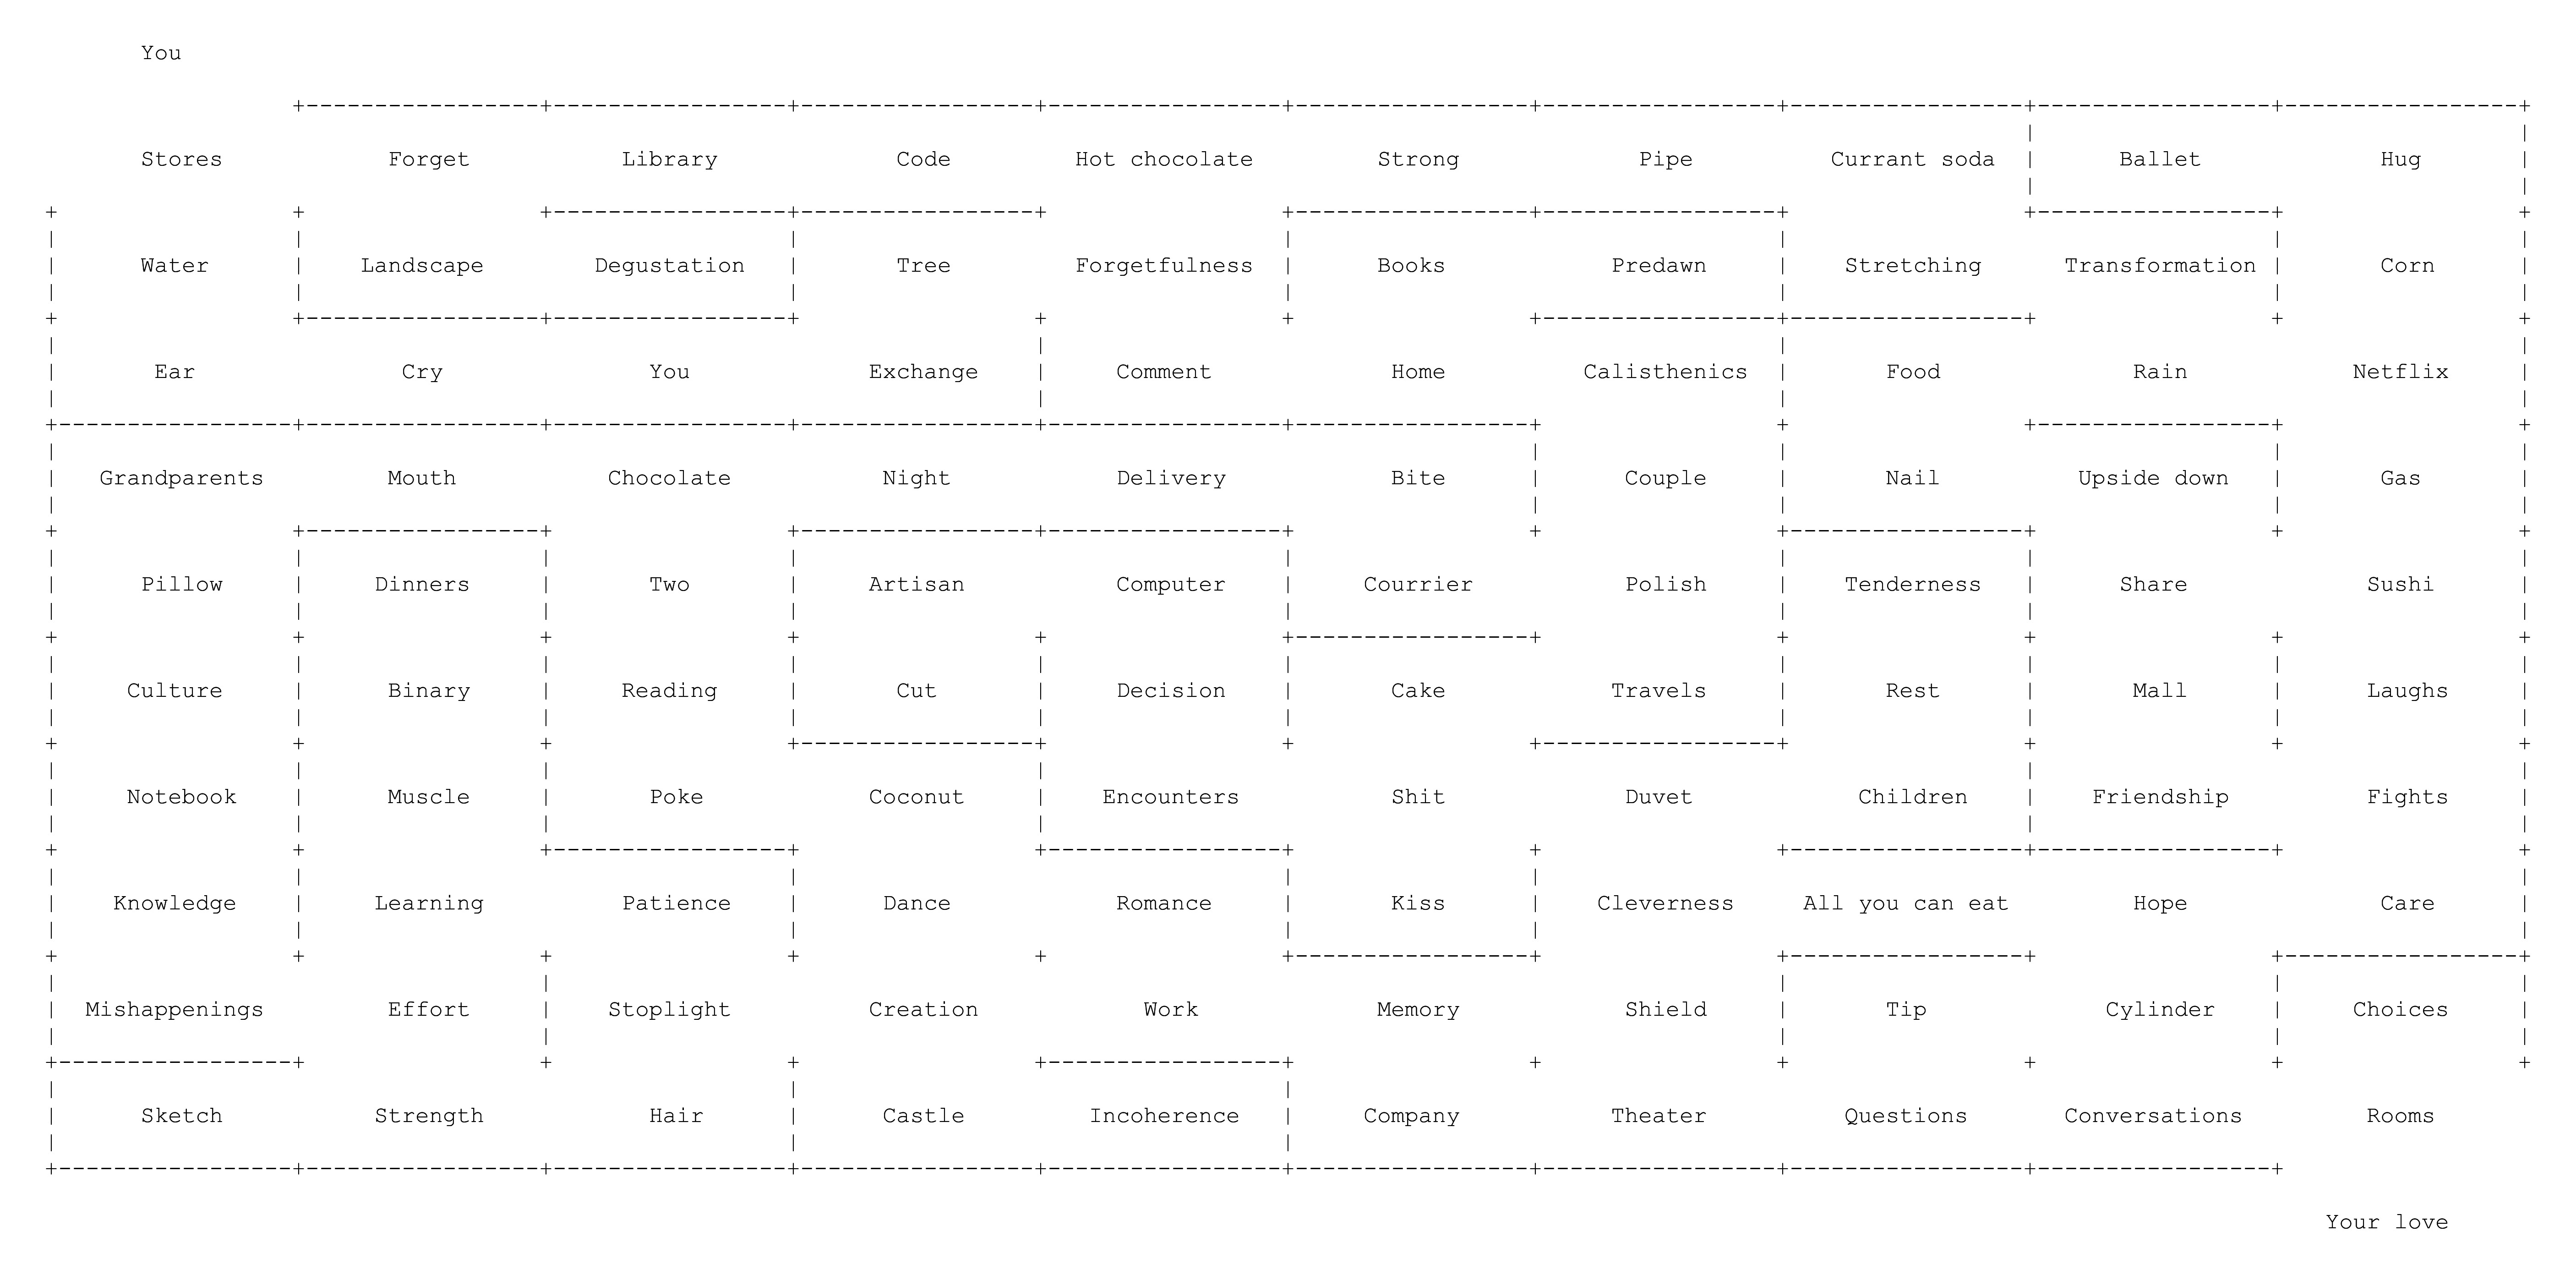 You
Stores Forget Library Code Hot chocolate Strong Pipe Currant soda Ballet Hug
Water Landscape Degustation Tree Forgetfulness Books Predawn Stretching Transformation Corn
Ear Cry You Exchange Comment Home Calisthenics Food Rain Netflix
Grandparents Mouth Chocolate Night Delivery Bite Couple Nail Upside down Gas
Pillow Dinners Two Artisan Computer Courrier Polish Tenderness Share Sushi
Culture Binary Reading Cut Decision Cake Travels Rest Mall Laughs
Notebook Muscle Poke Coconut Encounters Shit Duvet Children Friendship Fights
Knowledge Learning Patience Dance Romance Kiss Cleverness All you can eat Hope Care
Mishappenings Effort Stoplight Creation Work Memory Shield Tip Cylinder Choices
Sketch Strength Hair Castle Incoherence Company Theater Questions Conversations Rooms
Your love